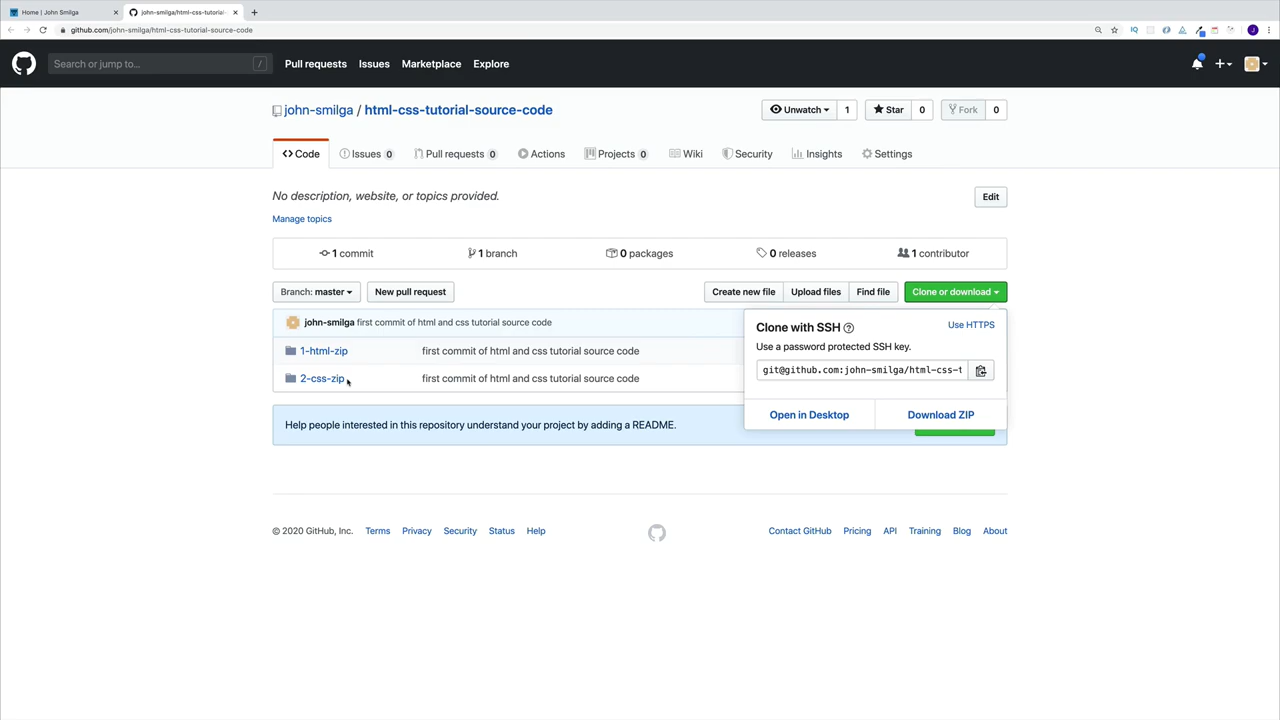 Home | John Smilga
john-smilga/html-css-tutorial-
github.com/john-smilga/html-css-tutorial-source-code
Search or jump to...
/
Pull requests
Issues
Marketplace
Explore
john-smilga / html-css-tutorial-source-code
Unwatch
1
Star
0
Fork
0
Code
Issues 0
Pull requests 0
Actions
Projects 0
Wiki
Security
Insights
Settings
No description, website, or topics provided.
Edit
Manage topics
1 commit
1 branch
0 packages
0 releases
1 contributor
Branch: master
New pull request
Create new file
Upload files
Find file
Clone or download
john-smilga first commit of html and css tutorial source code
1-html-zip
first commit of html and css tutorial source code
2-css-zip
first commit of html and css tutorial source code
Clone with SSH
Use HTTPS
Use a password protected SSH key.
git@github.com:john-smilga/html-css-t
Open in Desktop
Download ZIP
Help people interested in this repository understand your project by adding a README.
© 2020 GitHub, Inc.
Terms
Privacy
Security
Status
Help
Contact GitHub
Pricing
API
Training
Blog
About